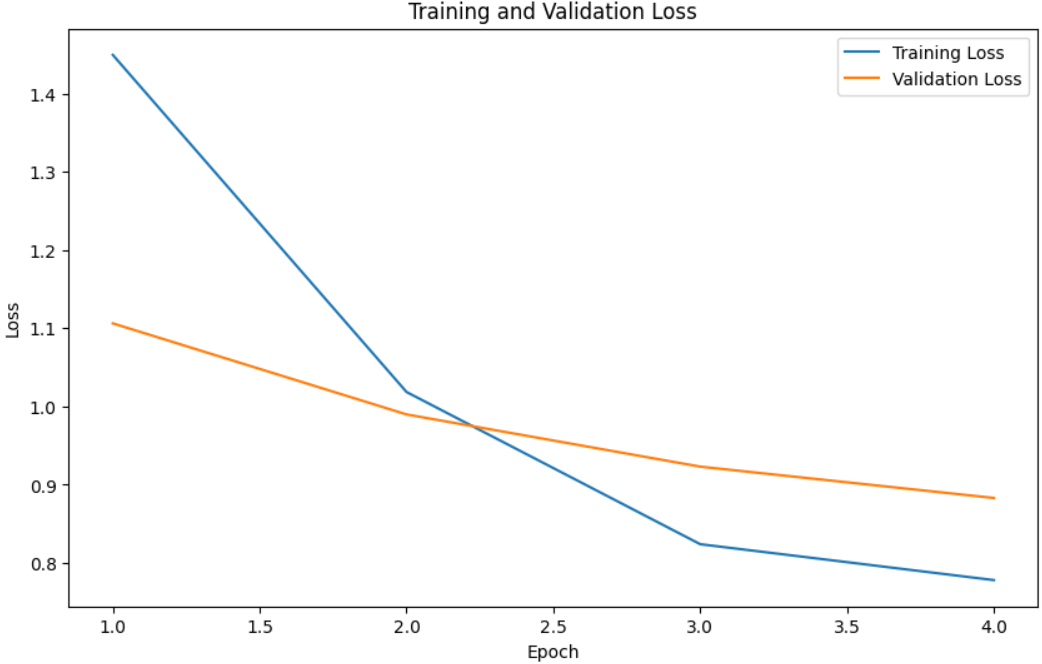 Training and Validation Loss
Training Loss
Validation Loss
1.4
1.3
1.2
1.1
1.0
0.9
0.8
Loss
1.0
1.5
2.0
2.5
3.0
3.5
4.0
Epoch